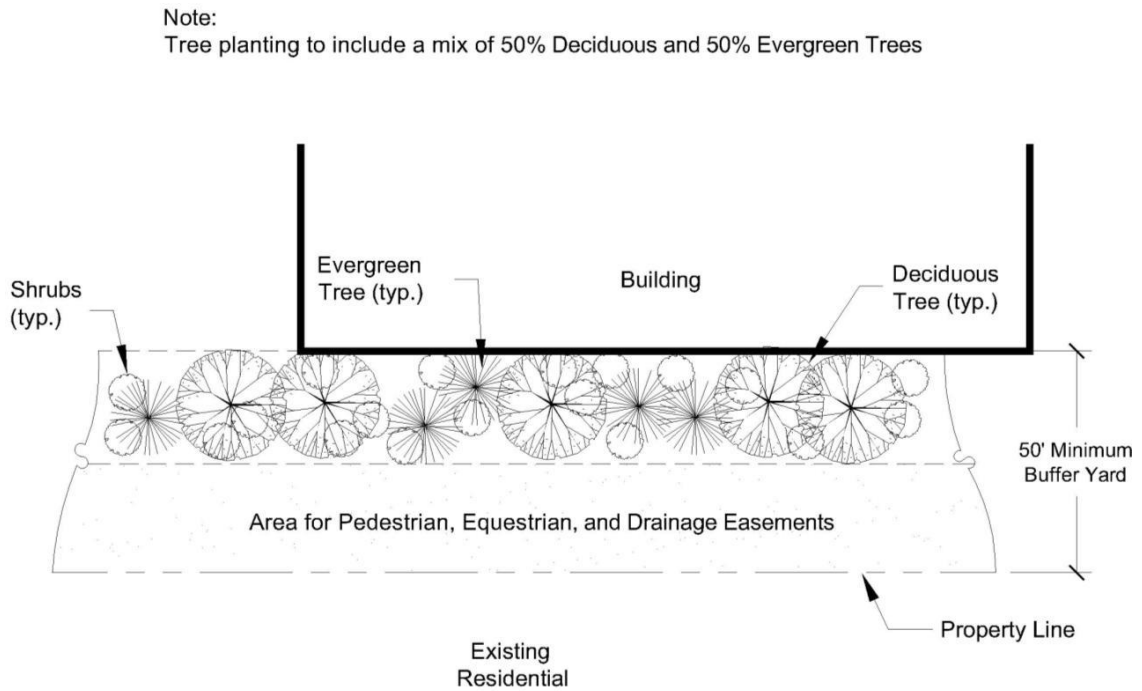 Note:
Tree planting to include a mix of 50% Deciduous and 50% Evergreen Trees
Evergreen
Tree (typ.)
Building
Deciduous
Tree (typ.)
Shrubs
(typ.)
50' Minimum
Buffer Yard
Area for Pedestrian, Equestrian, and Drainage Easements
Property Line
Existing
Residential